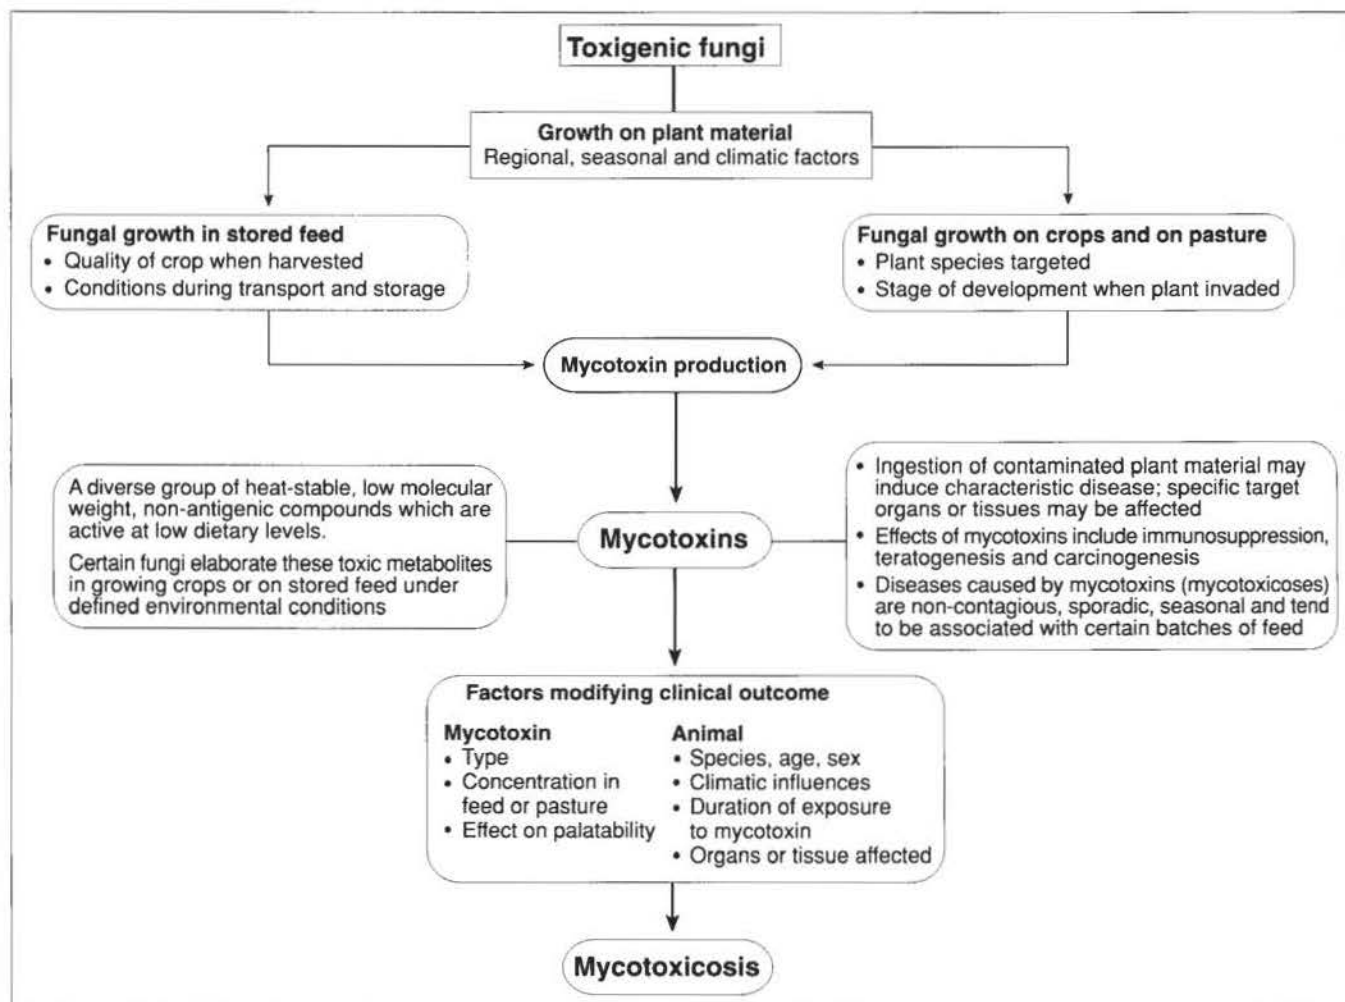 Toxigenic fungi
Growth on plant material
Regional, seasonal and climatic factors
Fungal growth in stored feed
• Quality of crop when harvested
• Conditions during transport and storage
Fungal growth on crops and on pasture
• Plant species targeted
• Stage of development when plant invaded
Mycotoxin production
A diverse group of heat-stable, low molecular
weight, non-antigenic compounds which are
active at low dietary levels.
Certain fungi elaborate these toxic metabolites
in growing crops or on stored feed under
defined environmental conditions
Mycotoxins
• Ingestion of contaminated plant material may
induce characteristic disease; specific target
organs or tissues may be affected
• Effects of mycotoxins include immunosuppression,
teratogenesis and carcinogenesis
• Diseases caused by mycotoxins (mycotoxicoses)
are non-contagious, sporadic, seasonal and tend
to be associated with certain batches of feed
Factors modifying clinical outcome
Mycotoxin
• Type
• Concentration in
feed or pasture
• Effect on palatability
Animal
• Species, age, sex
• Climatic influences
• Duration of exposure
to mycotoxin
• Organs or tissue affected
Mycotoxicosis